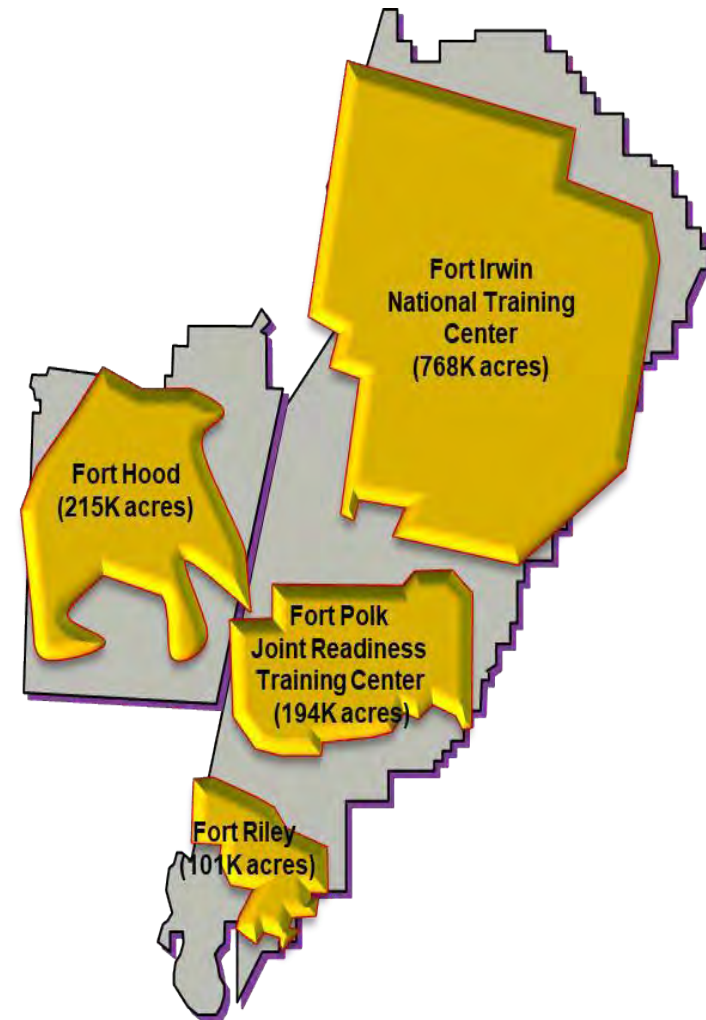 Fort Irwin
National Training
Center
(768K acres)
Fort Hood
(215K acres)
Fort Polk
Joint Readiness
Training Center
(194K acres)
Fort Riley
(101K acres)